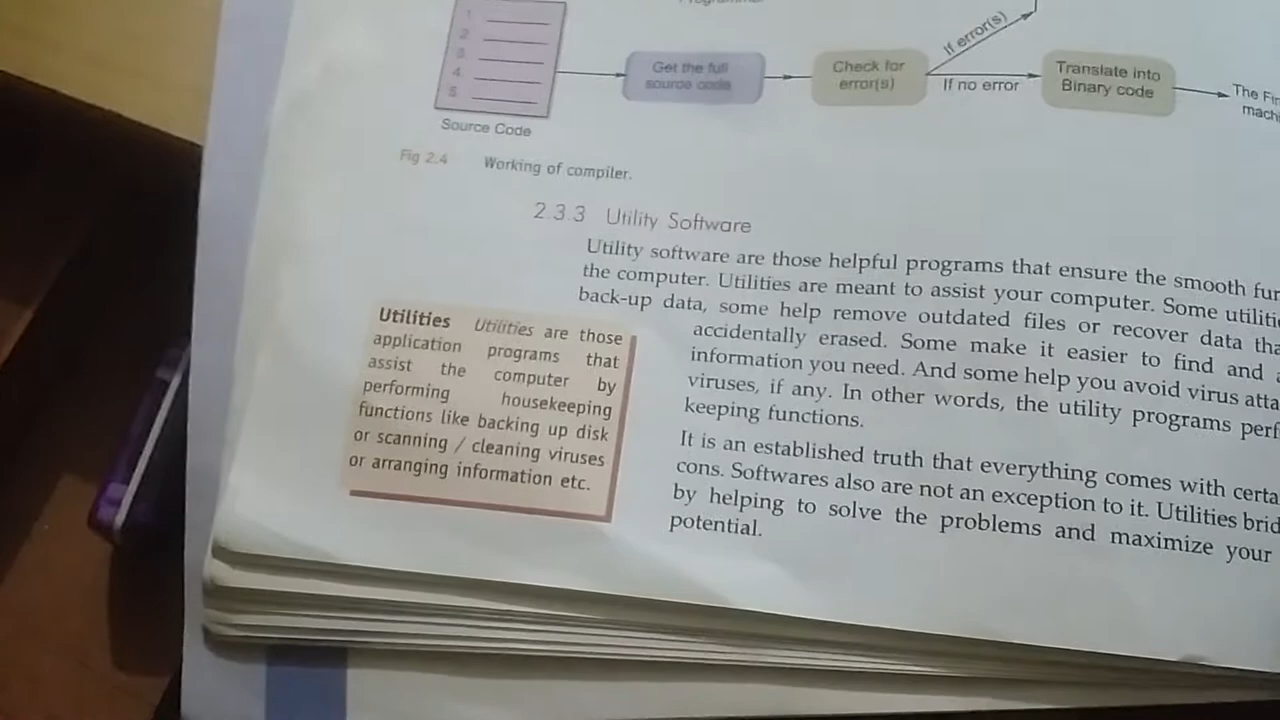 1.
2.
3.
4.
5.
Source Code
Get the full
source code
Check for
error(s)
If error(s)
If no error
Translate into
Binary code
The
Fig 2.4 Working of compiler.
2.3.3 Utility Software
Utility software are those helpful programs that ensure the smooth
the computer. Utilities are meant to assist your computer. Some
back-up data, some help remove outdated files or recover data
accidentally erased. Some make it easier to find and
information you need. And some help you avoid virus
viruses, if any. In other words, the utility programs
keeping functions.
It is an established truth that everything comes with
cons. Softwares also are not an exception to it. Utilities
by helping to solve the problems and maximize your
potential.
Utilities Utilities are those
application programs that
assist the computer by
performing housekeeping
functions like backing up disk
or scanning / cleaning viruses
or arranging information etc.